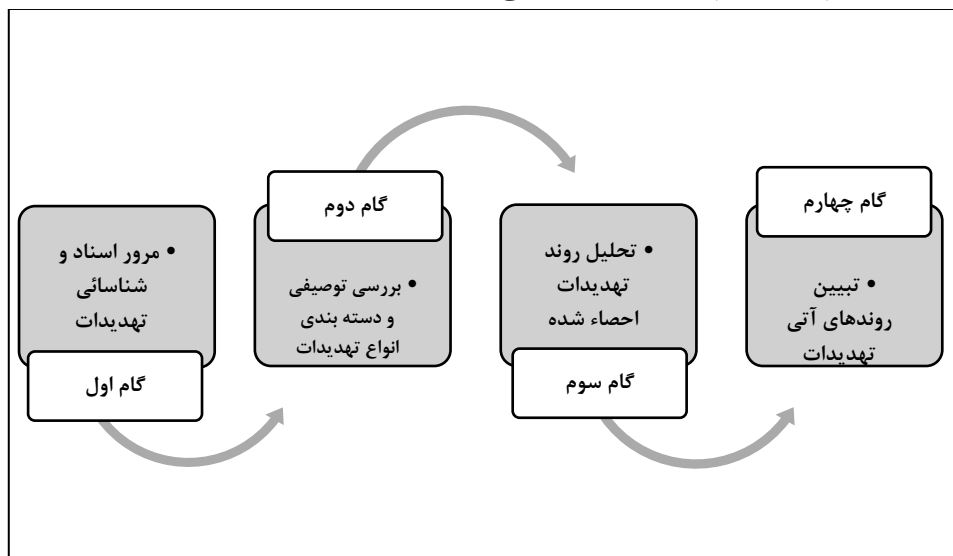 • مرور اسناد و
شناسائی
تهدیدات
گام اول
گام دوم
• بررسی توصیفی
و دسته بندی
انواع تهدیدات
• تحلیل روند
تهدیدات
احصاء شده
گام سوم
گام چهارم
• تبیین
روندهای آتی
تهدیدات